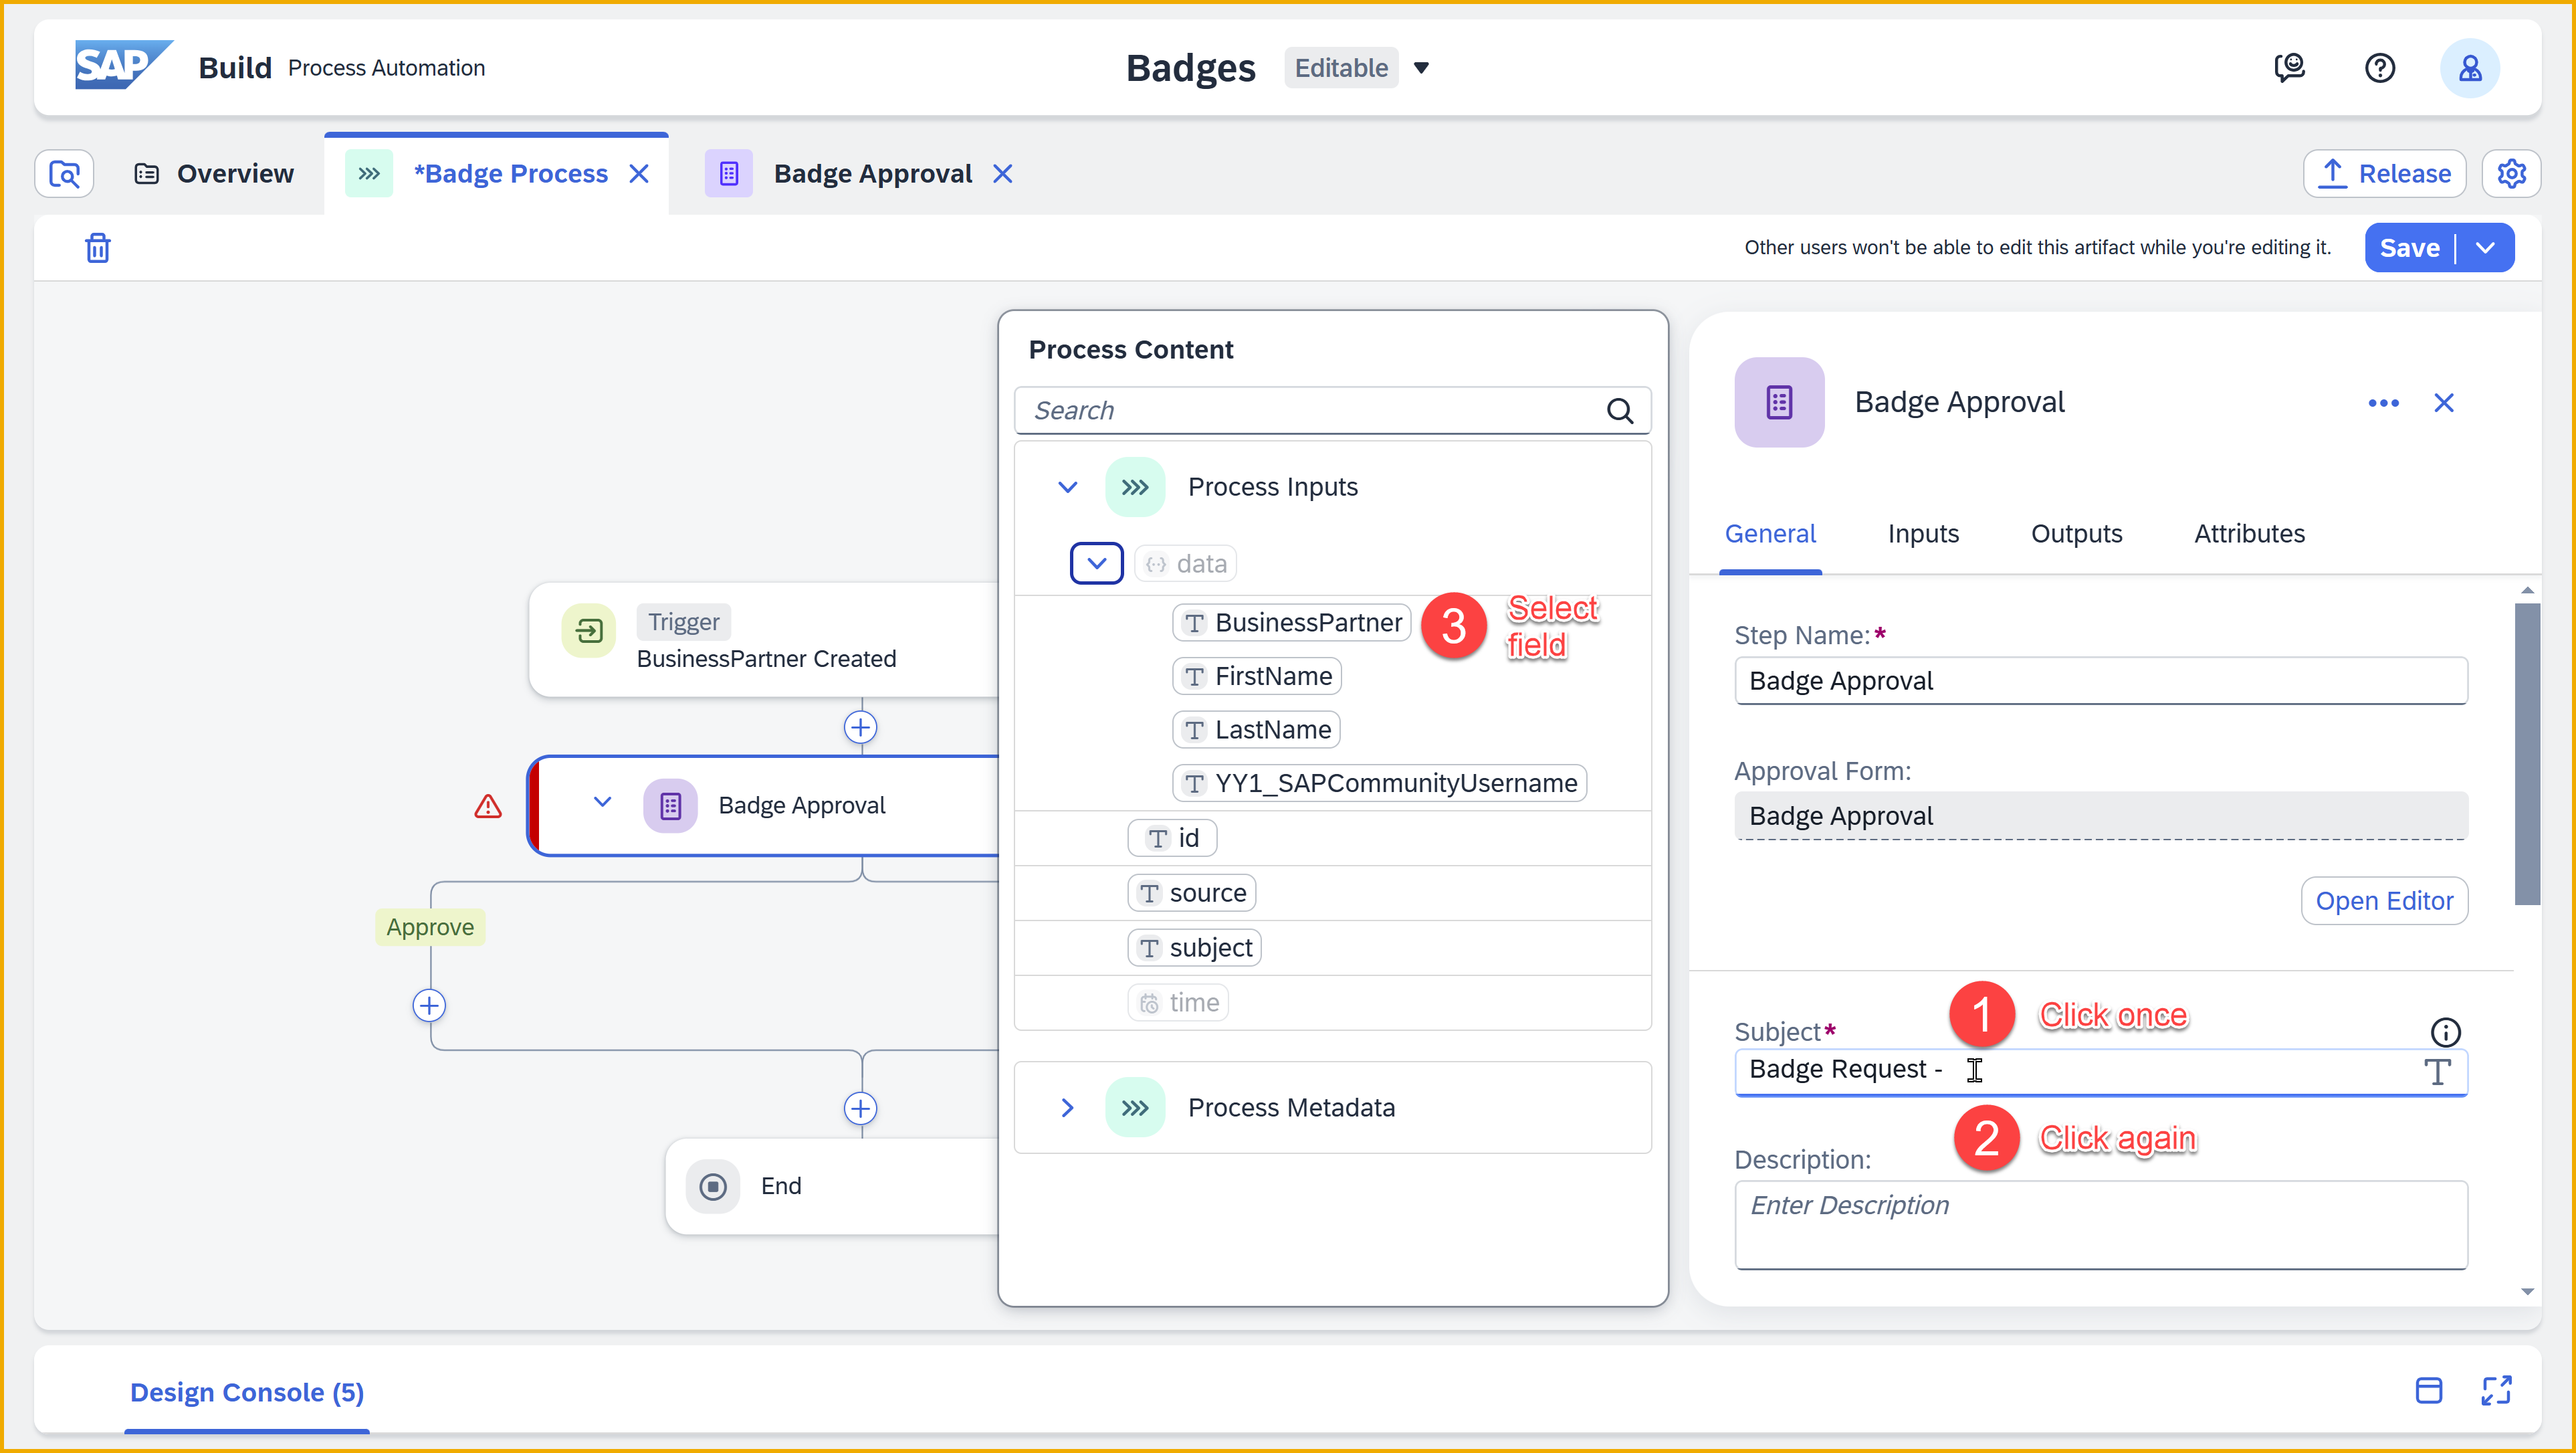 SAP Build Process Automation
Badges Editable
Overview
*Badge Process
Badge Approval
Release
Other users won't be able to edit this artifact while you're editing it.
Save
Trigger
BusinessPartner Created
Badge Approval
Approve
End
Process Content
Search
Process Inputs
data
BusinessPartner
3 Select
field
FirstName
LastName
YY1_SAPCommunityUsername
id
source
subject
time
Process Metadata
Badge Approval
General Inputs Outputs Attributes
Step Name:*
Badge Approval
Approval Form:
Badge Approval
Open Editor
1 Click once
Subject*
Badge Request -
2 Click again
Description:
Enter Description
Design Console (5)